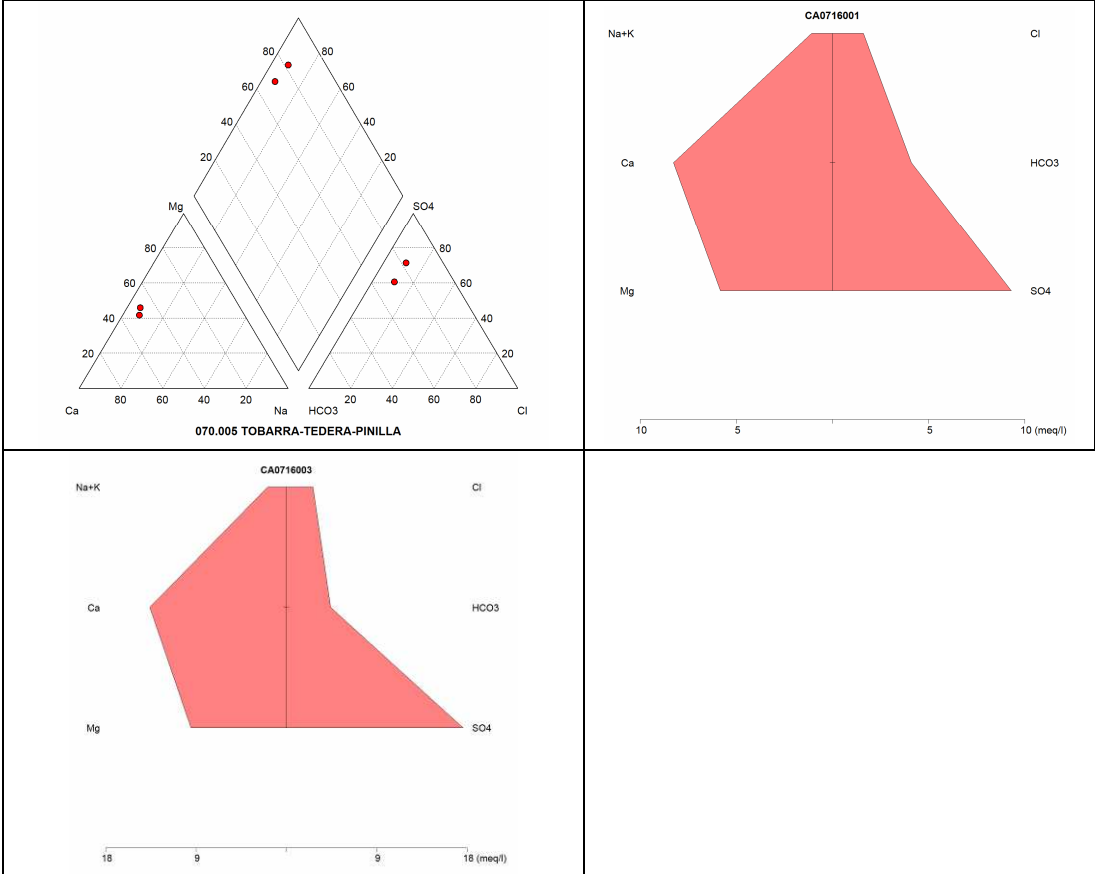 80 80
60 60
40 40
20 20
Mg SO4
80 80
60 60
40 40
20 20
80 60 40 20 20 40 60 80
Ca Na HCO3 Cl
070.005 TOBARRA-TEDERA-PINILLA
CA0716001
Na+K Cl
Ca HCO3
Mg SO4
10 5 5 10 (meq/l)
CA0716003
Na+K Cl
Ca HCO3
Mg SO4
18 9 9 18 (meq/l)